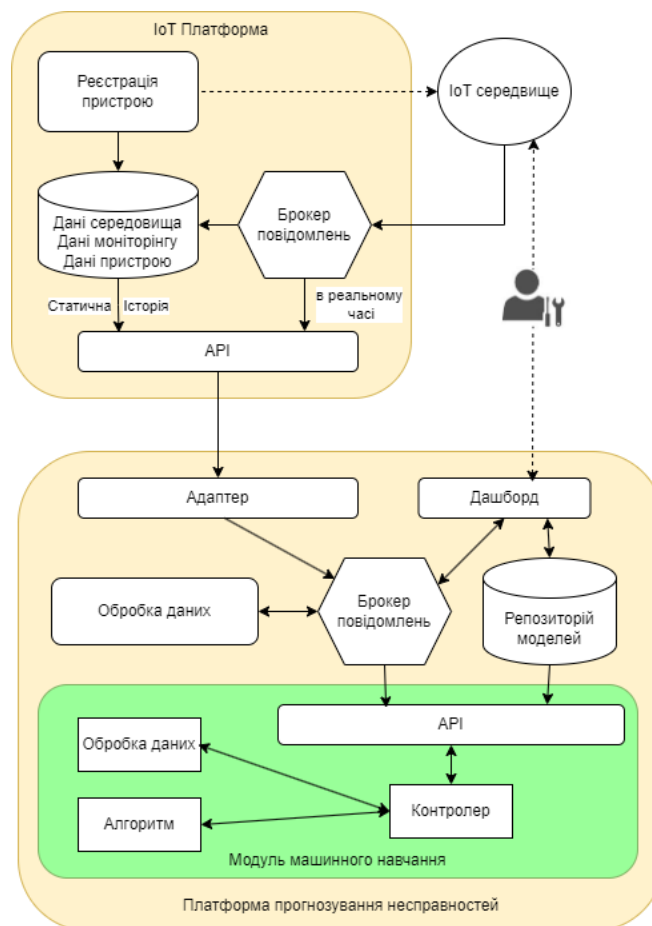 IoT Платформа
Реєстрація
пристрою
IoT середвище
Дані середовища
Дані моніторінгу
Дані пристрою
Брокер
повідомлень
Статична
Історія
в реальному
часі
API
Адаптер
Дашборд
Обробка даних
Брокер
повідомлень
Репозиторій
моделей
API
Обробка даних
Алгоритм
Контролер
Модуль машинного навчання
Платформа прогнозування несправностей